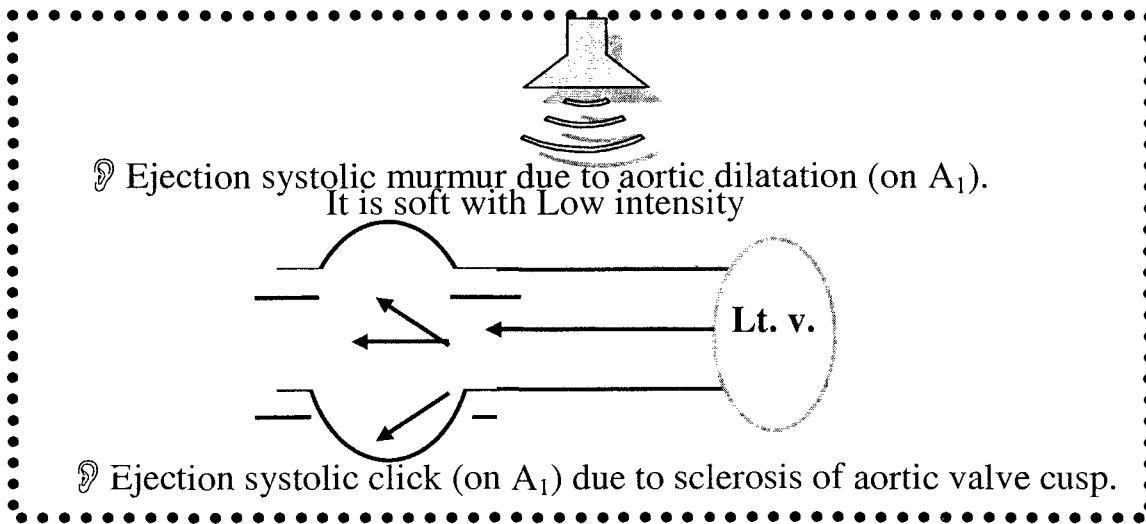 Ejection systolic murmur due to aortic dilatation (on A₁).
It is soft with Low intensity
Lt. v.
Ejection systolic click (on A₁) due to sclerosis of aortic valve cusp.